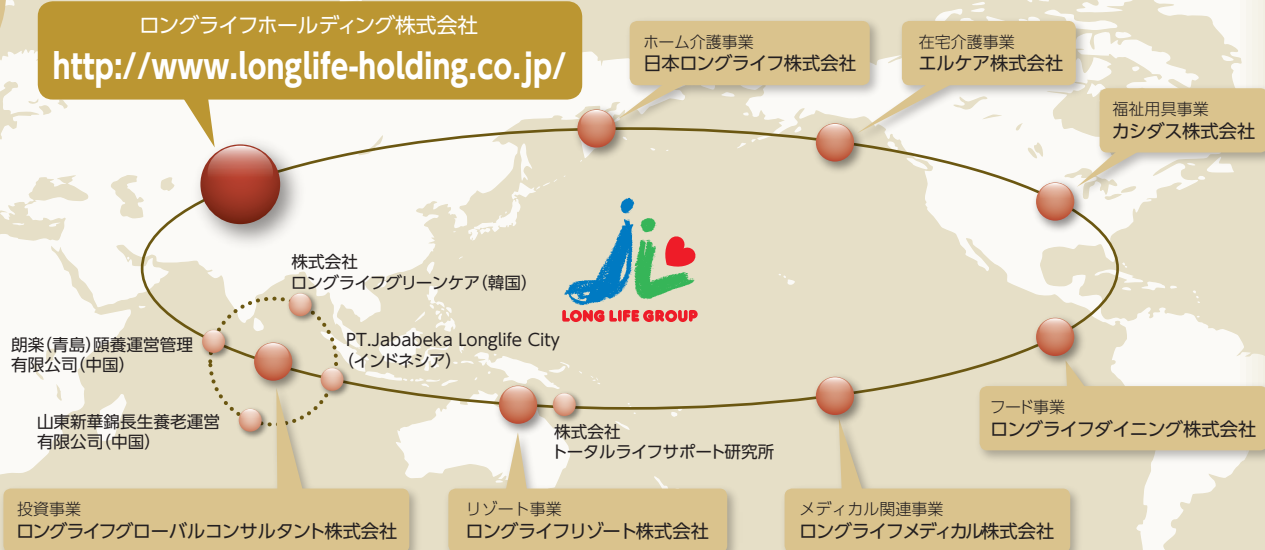 ロングライフホールディング株式会社
http://www.longlife-holding.co.jp/
ホーム介護事業
日本ロングライフ株式会社
在宅介護事業
エルケア株式会社
福祉用具事業
カシダス株式会社
株式会社
ロングライフグリーンケア(韓国)
LONG LIFE GROUP
朗楽(青島)頤養運営管理
有限公司(中国)
PT.Jababeka Longlife City
(インドネシア)
山東新華錦長生養老運営
有限公司(中国)
株式会社
トータルライフサポート研究所
フード事業
ロングライフダイニング株式会社
投資事業
ロングライフグローバルコンサルタント株式会社
リゾート事業
ロングライフリゾート株式会社
メディカル関連事業
ロングライフメディカル株式会社